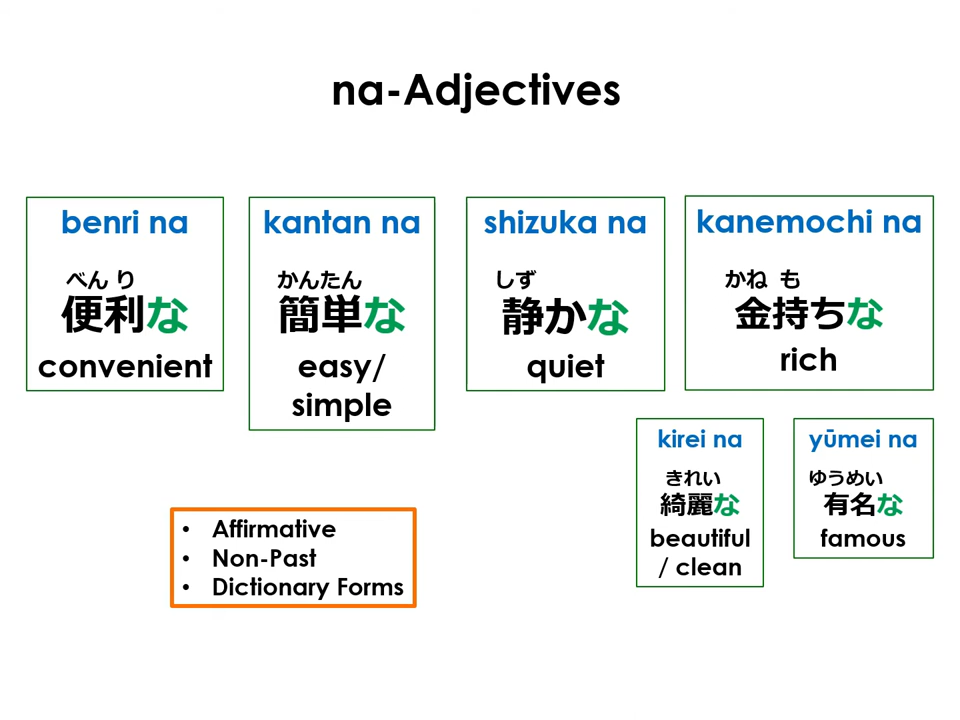 na-Adjectives
benri na
べん り
便利な
convenient
kantan na
かんたん
簡単な
easy/
simple
shizuka na
しず
静かな
quiet
kanemochi na
かね も
金持ちな
rich
kirei na
きれい
綺麗な
beautiful
/ clean
yūmei na
ゆうめい
有名な
famous
• Affirmative
• Non-Past
• Dictionary Forms